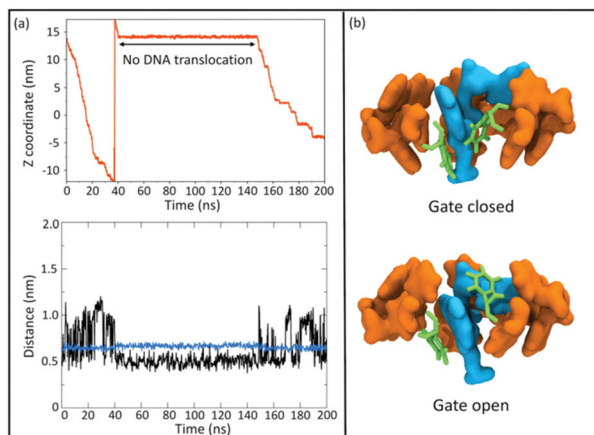 (a)
15
10
5
0
-5
-10
Z coordinate (nm)
No DNA translocation
0 20 40 60 80 100 120 140 160 180 200
Time (ns)
2.0
1.5
1.0
0.5
0
Distance (nm)
0 20 40 60 80 100 120 140 160 180 200
Time (ns)
(b)
Gate closed
Gate open